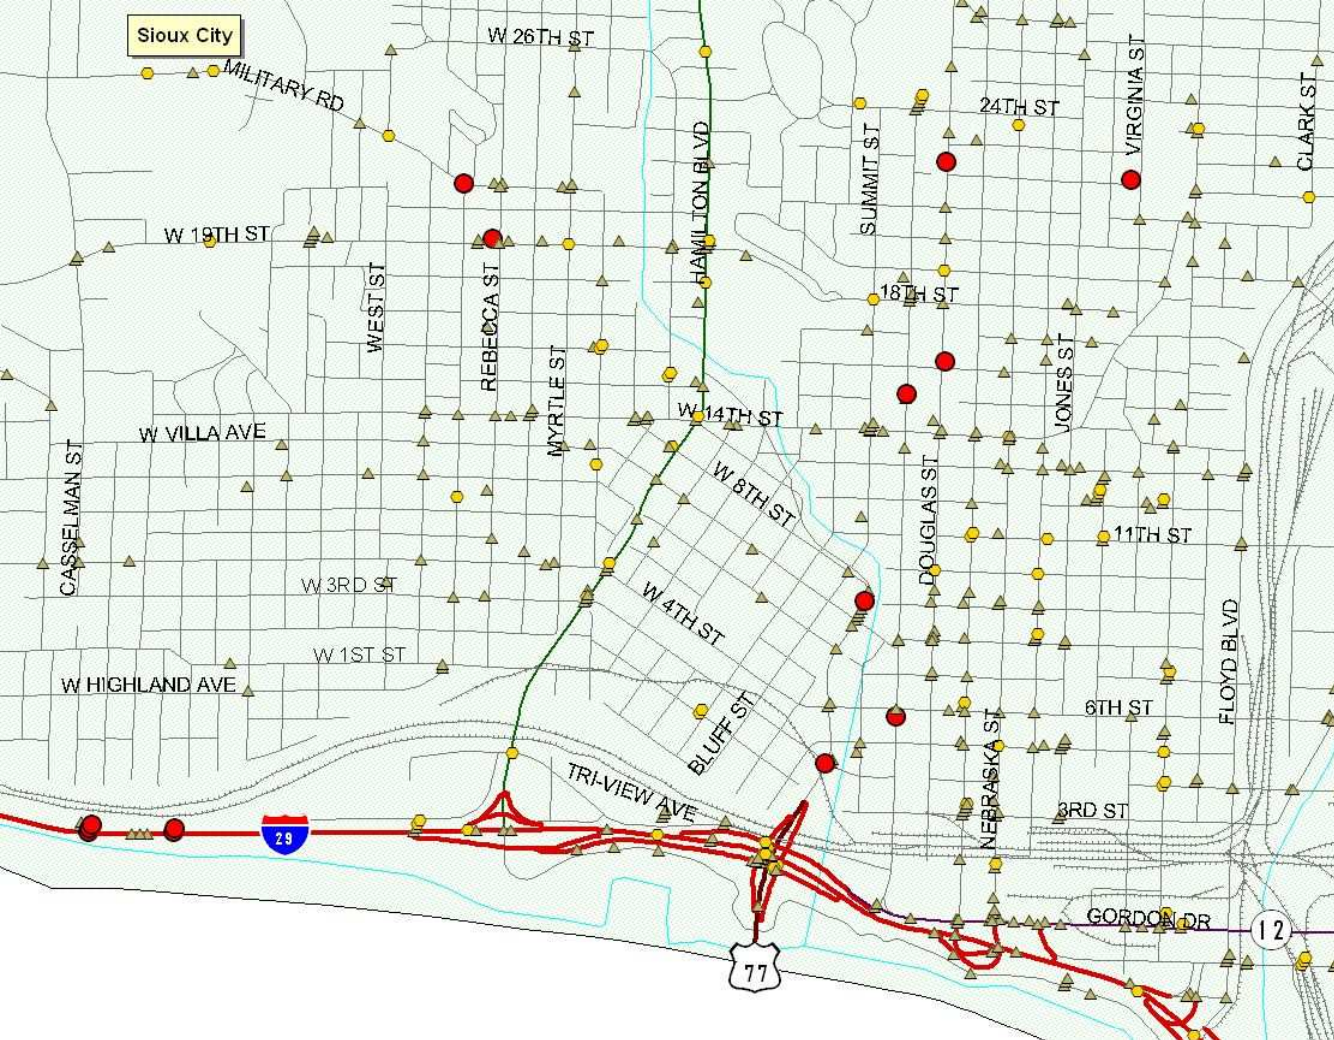 Sioux City
W 26TH ST
MILITARY RD
24TH ST
VIRGINIA ST
CLARK ST
SUMMIT ST
HAMILTON BLVD
W 19TH ST
WEST ST
REBECCA ST
18TH ST
MYRTLE ST
JONES ST
W 14TH ST
W VILLA AVE
CASSELMAN ST
W 8TH ST
DOUGLAS ST
11TH ST
W 3RD ST
W 4TH ST
FLOYD BLVD
W 1ST ST
W HIGHLAND AVE
6TH ST
BLUFF ST
NEBRASKA ST
TRI-VIEW AVE
3RD ST
29
GORDON DR
12
77